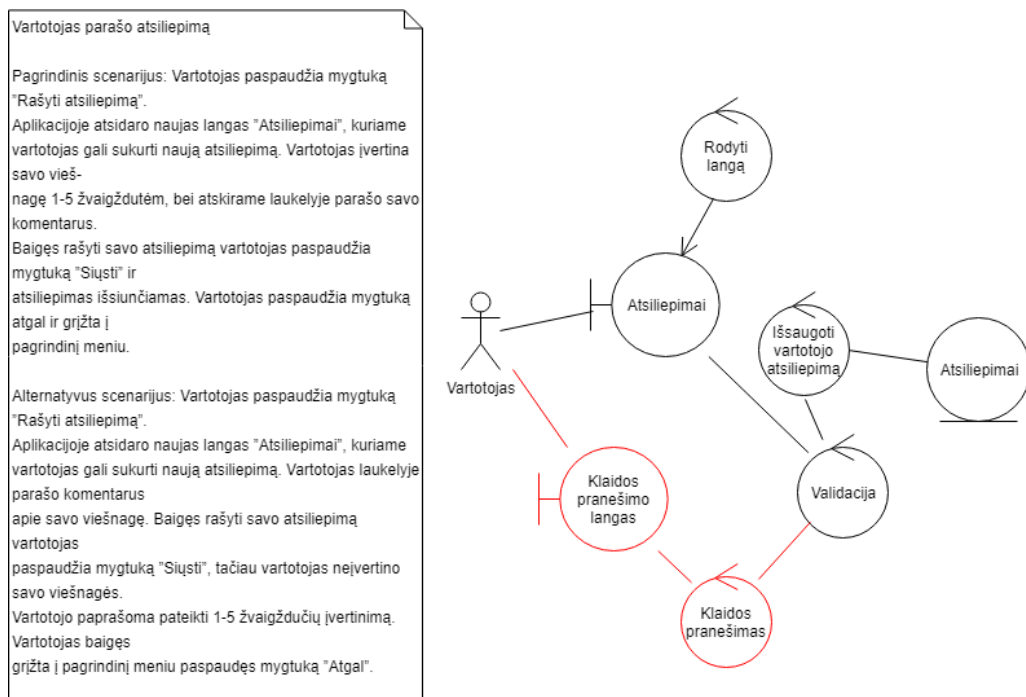 Vartotojas parašo atsiliepimą
Pagrindinis scenarijus: Vartotojas paspaudžia mygtuką
"Rašyti atsiliepimą".
Aplikacijoje atsidaro naujas langas "Atsiliepimai", kuriame
vartotojas gali sukurti naują atsiliepimą. Vartotojas įvertina
savo vieš-
nagę 1-5 žvaigždutėm, bei atskirame laukelyje parašo savo
komentarus.
Baigęs rašyti savo atsiliepimą vartotojas paspaudžia
mygtuką "Siųsti" ir
atsiliepimas išsiunčiamas. Vartotojas paspaudžia mygtuką
atgal ir grįžta į
pagrindinį meniu.
Alternatyvus scenarijus: Vartotojas paspaudžia mygtuką
"Rašyti atsiliepimą".
Aplikacijoje atsidaro naujas langas "Atsiliepimai", kuriame
vartotojas gali sukurti naują atsiliepimą. Vartotojas laukelyje
parašo komentarus
apie savo viešnagę. Baigęs rašyti savo atsiliepimą
vartotojas
paspaudžia mygtuką "Siųsti", tačiau vartotojas neįvertino
savo viešnagės.
Vartotojo paprašoma pateikti 1-5 žvaigždučių įvertinimą.
Vartotojas baigęs
grįžta į pagrindinį meniu paspaudęs mygtuką "Atgal".
Rodyti
langą
Atsiliepimai
Išsaugoti
vartotojo
atsiliepimą
Atsiliepimai
Vartotojas
Klaidos
pranešimo
langas
Validacija
Klaidos
pranešimas